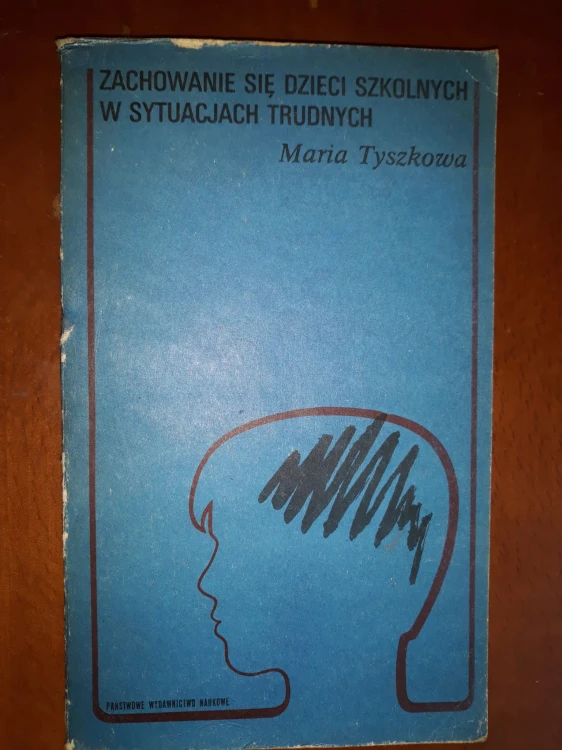 ZACHOWANIE SIĘ DZIECI SZKOLNYCH
W SYTUACJACH TRUDNYCH
Maria Tyszkowa
PAŃSTWOWE WYDAWNICTWO NAUKOWE